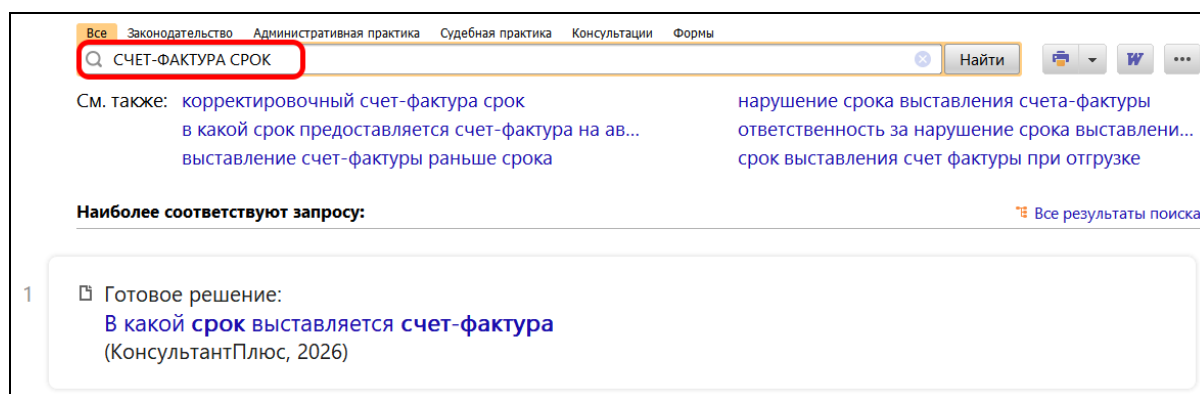 Все Законодательство Административная практика Судебная практика Консультации Формы
СЧЕТ-ФАКТУРА СРОК Найти W
См. также: корректировочный счет-фактура срок нарушение срока выставления счета-фактуры
в какой срок предоставляется счет-фактура на ав... ответственность за нарушение срока выставлени...
выставление счет-фактуры раньше срока срок выставления счет фактуры при отгрузке
Наиболее соответствуют запросу: Все результаты поиска
1 Готовое решение:
В какой срок выставляется счет-фактура
(КонсультантПлюс, 2026)